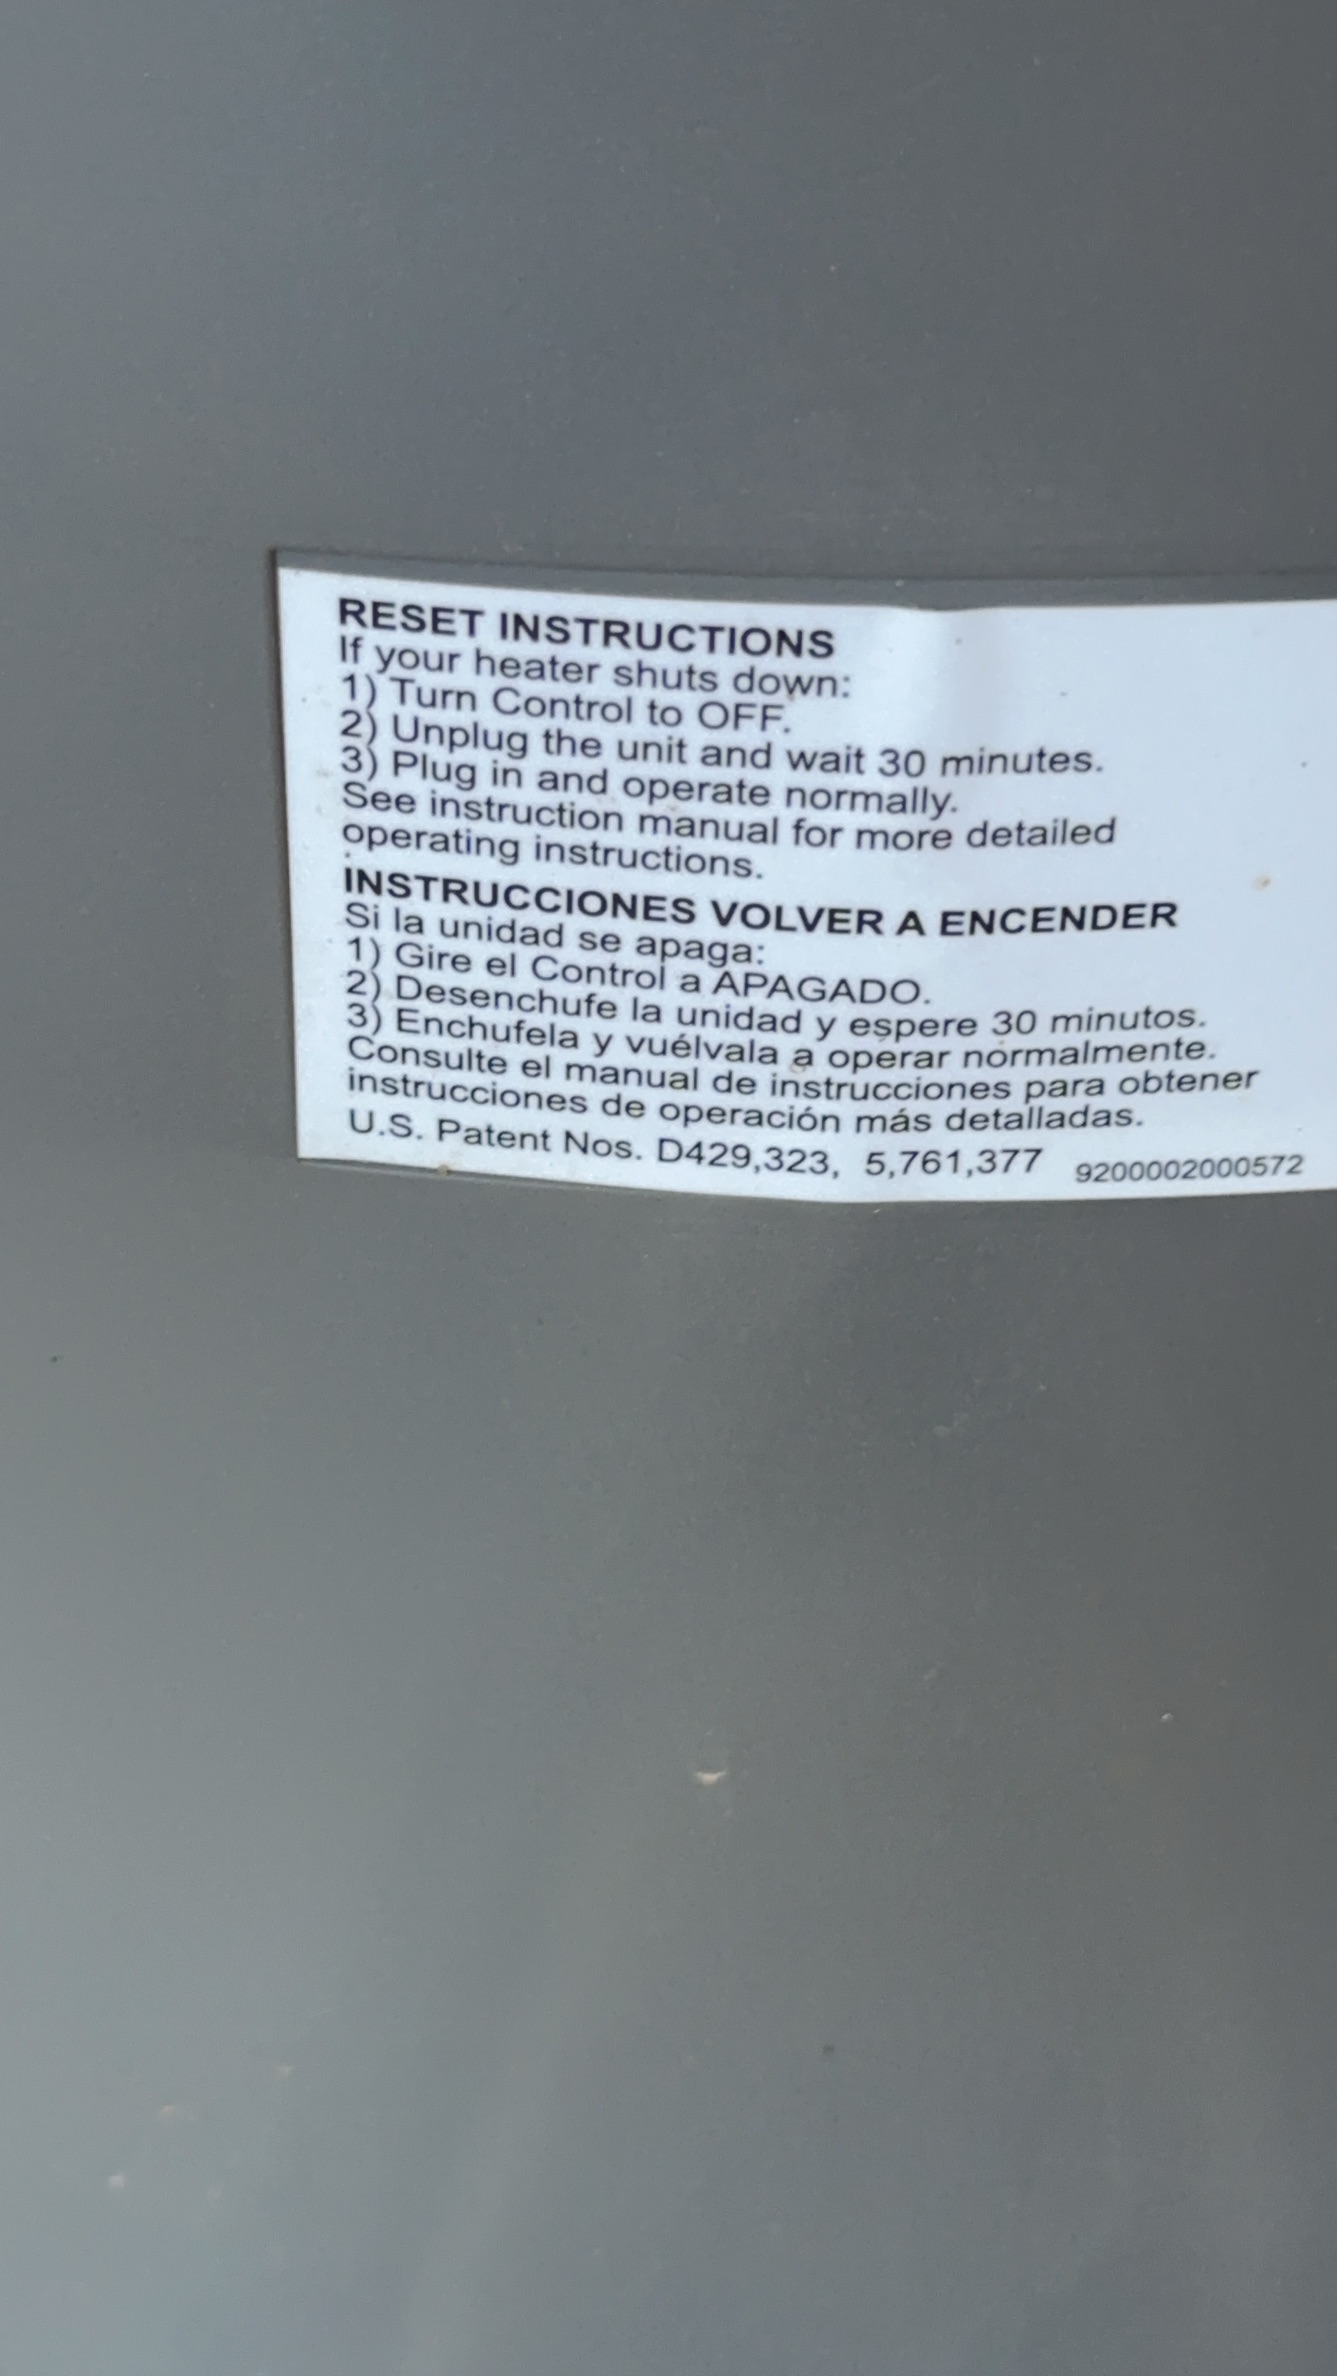 RESET INSTRUCTIONS
If your heater shuts down:
1) Turn Control to OFF.
2) Unplug the unit and wait 30 minutes.
3) Plug in and operate normally.
See instruction manual for more detailed
operating instructions.
INSTRUCCIONES VOLVER A ENCENDER
Si la unidad se apaga:
1) Gire el Control a APAGADO.
2) Desenchufe la unidad y espere 30 minutos.
3) Enchufela y vuélvala a operar normalmente.
Consulte el manual de instrucciones para obtener
instrucciones de operación más detalladas.
U.S. Patent Nos. D429,323, 5,761,377 9200002000572